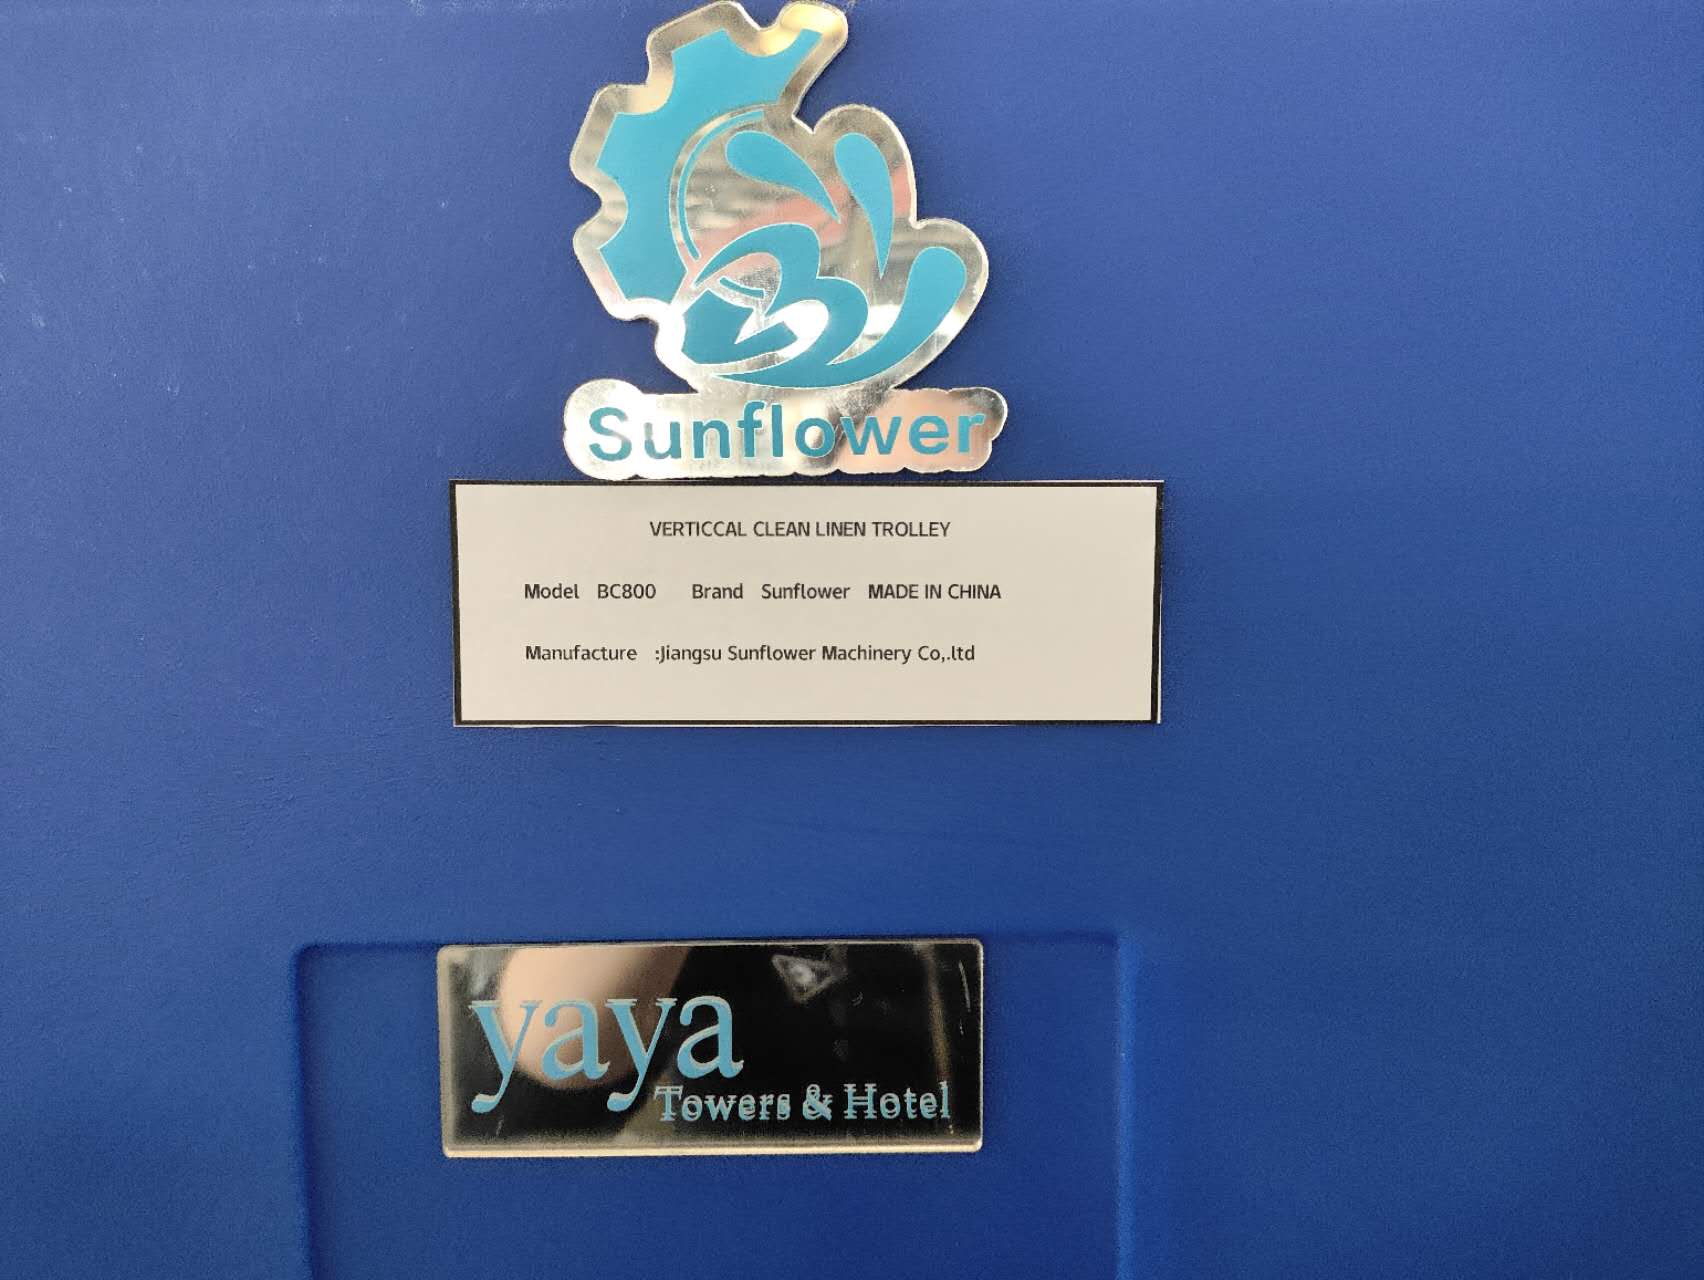 Sunflower
VERTICCAL CLEAN LINEN TROLLEY
Model BC800 Brand Sunflower MADE IN CHINA
Manufacture :Jiangsu Sunflower Machinery Co,.ltd
yaya
Towers & Hotel